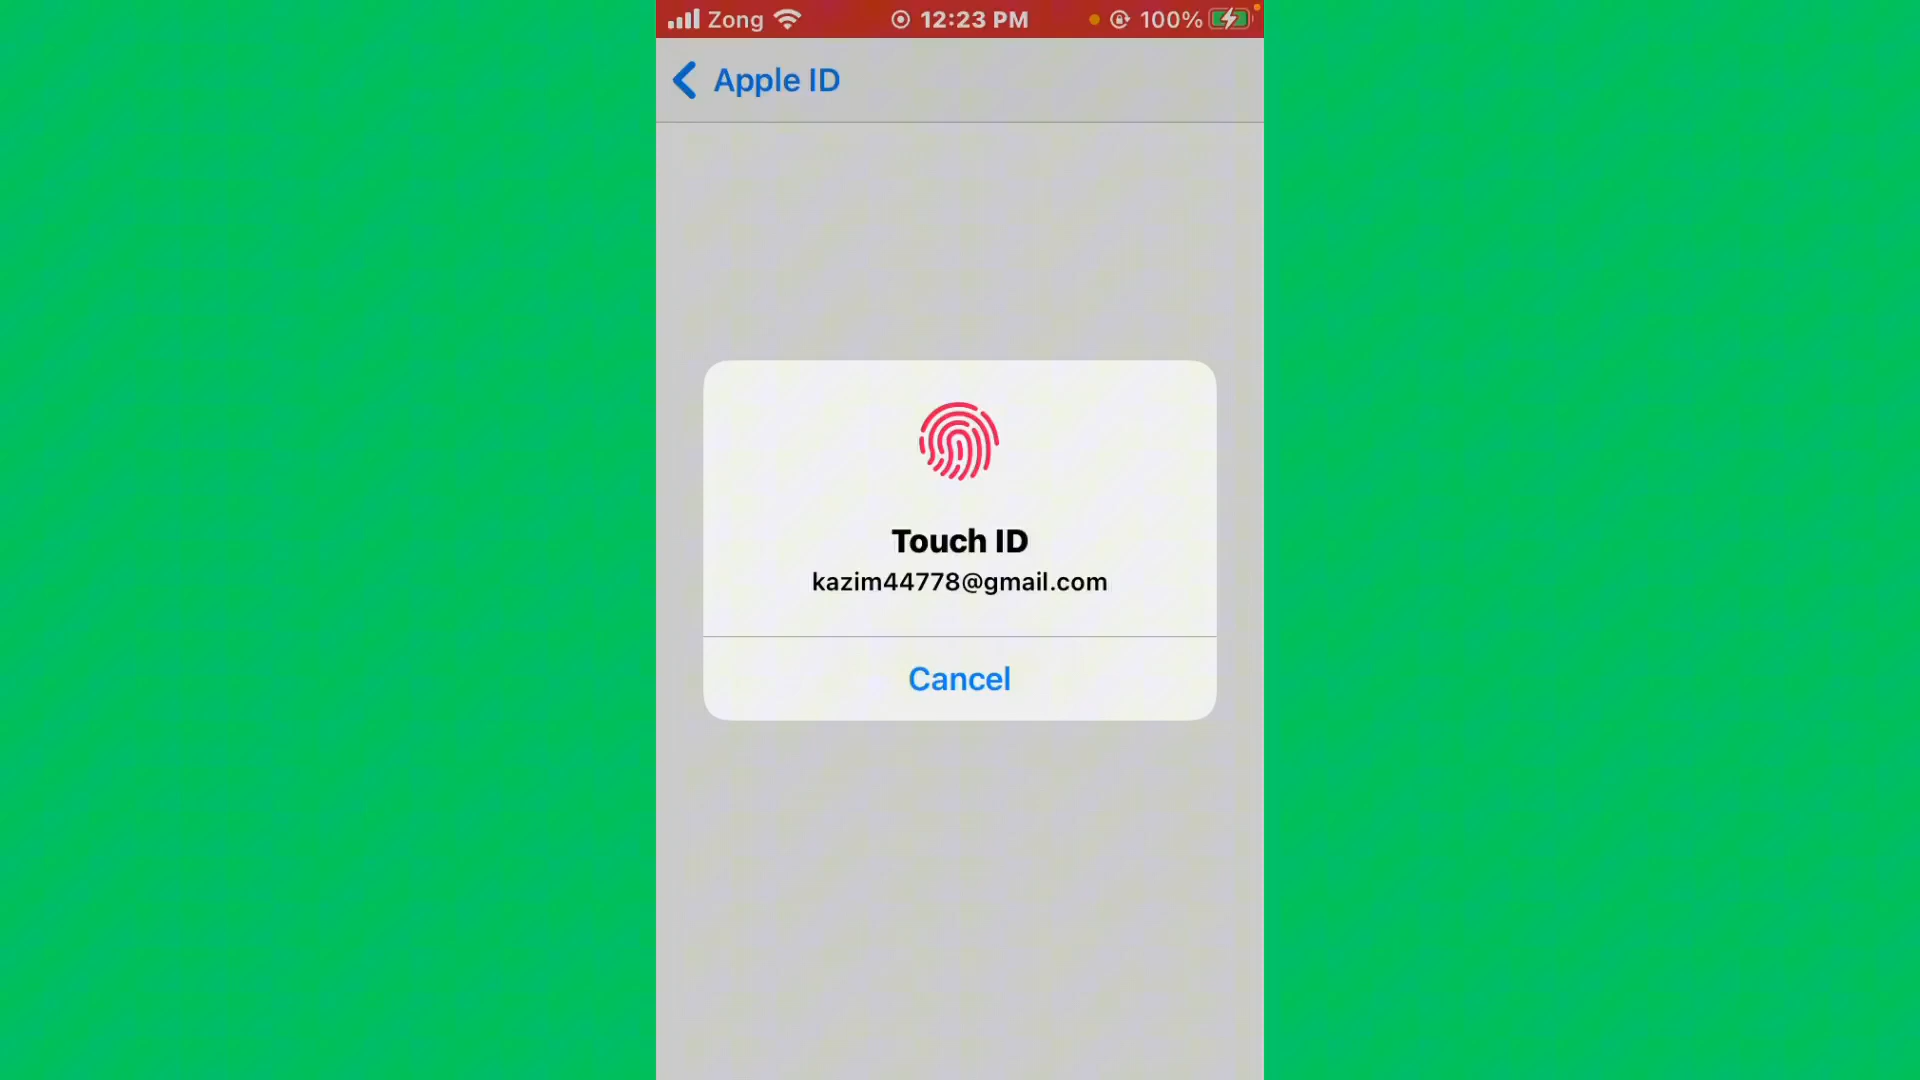 Zong 12:23 PM 100%
Apple ID
Touch ID
kazim44778@gmail.com
Cancel